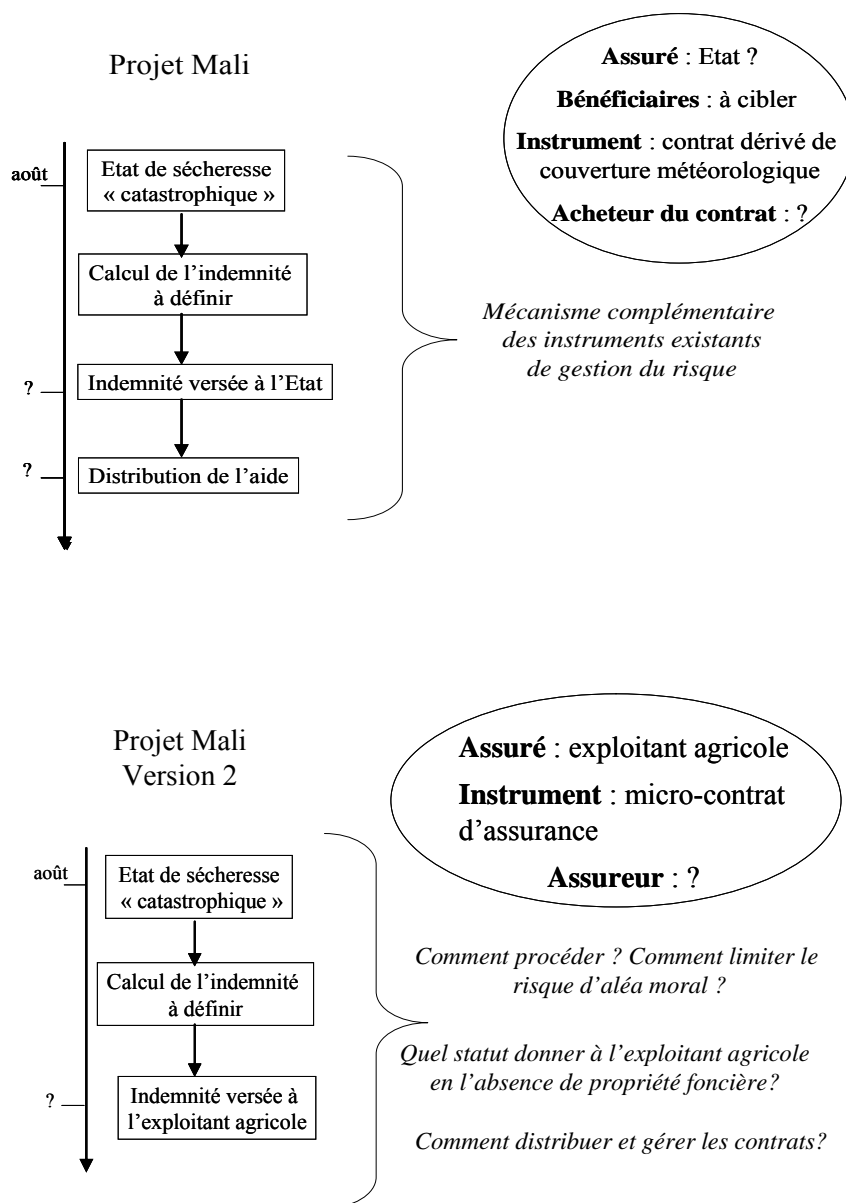 Projet Mali
Assuré : Etat ?
Bénéficiaires : à cibler
Instrument : contrat dérivé de
couverture météorologique
Acheteur du contrat : ?
août
Etat de sécheresse
« catastrophique »
Calcul de l’indemnité
à définir
?
Indemnité versée à l’Etat
?
Distribution de l’aide
Mécanisme complémentaire
des instruments existants
de gestion du risque
Projet Mali
Version 2
Assuré : exploitant agricole
Instrument : micro-contrat
d’assurance
Assureur : ?
août
Etat de sécheresse
« catastrophique »
Calcul de l’indemnité
à définir
?
Indemnité versée à
l’exploitant agricole
Comment procéder ? Comment limiter le
risque d’aléa moral ?
Quel statut donner à l’exploitant agricole
en l’absence de propriété foncière?
Comment distribuer et gérer les contrats?